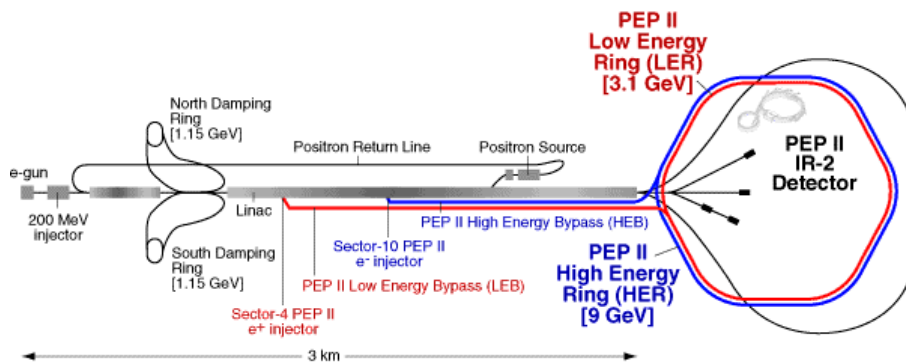 PEP II
Low Energy
Ring (LER)
[3.1 GeV]
North Damping
Ring
[1.15 GeV]
Positron Return Line
Positron Source
e-gun
200 MeV
injector
Linac
PEP II
IR-2
Detector
PEP II High Energy Bypass (HEB)
Sector-10 PEP II
e- injector
South Damping
Ring
[1.15 GeV]
PEP II Low Energy Bypass (LEB)
PEP II
High Energy
Ring (HER)
[9 GeV]
Sector-4 PEP II
e+ injector
3 km